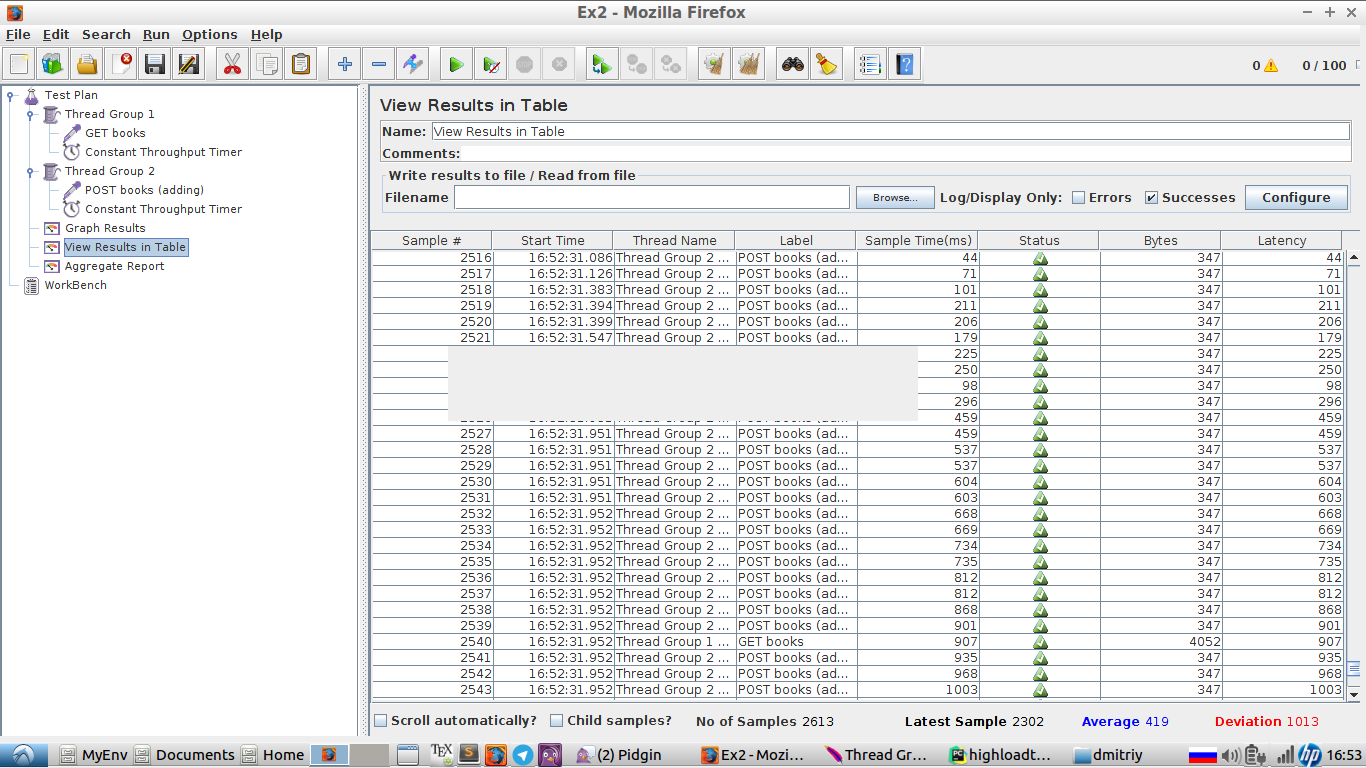 Ex2 - Mozilla Firefox
File Edit Search Run Options Help
0 0 / 100
Test Plan
Thread Group 1
GET books
Constant Throughput Timer
Thread Group 2
POST books (adding)
Constant Throughput Timer
Graph Results
View Results in Table
Aggregate Report
WorkBench
View Results in Table
Name: View Results in Table
Comments:
Write results to file / Read from file
Filename Browse... Log/Display Only: Errors Successes Configure
Sample # Start Time Thread Name Label Sample Time(ms) Status Bytes Latency
2516 16:52:31.086 Thread Group 2 ... POST books (ad... 44 347 44
2517 16:52:31.126 Thread Group 2 ... POST books (ad... 71 347 71
2518 16:52:31.383 Thread Group 2 ... POST books (ad... 101 347 101
2519 16:52:31.394 Thread Group 2 ... POST books (ad... 211 347 211
2520 16:52:31.399 Thread Group 2 ... POST books (ad... 206 347 206
2521 16:52:31.547 Thread Group 2 ... POST books (ad... 179 347 179
225 347 225
250 347 250
98 347 98
296 347 296
459 347 459
2527 16:52:31.951 Thread Group 2 ... POST books (ad... 459 347 459
2528 16:52:31.951 Thread Group 2 ... POST books (ad... 537 347 537
2529 16:52:31.951 Thread Group 2 ... POST books (ad... 537 347 537
2530 16:52:31.951 Thread Group 2 ... POST books (ad... 604 347 604
2531 16:52:31.951 Thread Group 2 ... POST books (ad... 603 347 603
2532 16:52:31.952 Thread Group 2 ... POST books (ad... 668 347 668
2533 16:52:31.952 Thread Group 2 ... POST books (ad... 669 347 669
2534 16:52:31.952 Thread Group 2 ... POST books (ad... 734 347 734
2535 16:52:31.952 Thread Group 2 ... POST books (ad... 735 347 735
2536 16:52:31.952 Thread Group 2 ... POST books (ad... 812 347 812
2537 16:52:31.952 Thread Group 2 ... POST books (ad... 812 347 812
2538 16:52:31.952 Thread Group 2 ... POST books (ad... 868 347 868
2539 16:52:31.952 Thread Group 2 ... POST books (ad... 901 347 901
2540 16:52:31.952 Thread Group 1 ... GET books 907 4052 907
2541 16:52:31.952 Thread Group 2 ... POST books (ad... 935 347 935
2542 16:52:31.952 Thread Group 2 ... POST books (ad... 968 347 968
2543 16:52:31.952 Thread Group 2 ... POST books (ad... 1003 347 1003
Scroll automatically? Child samples? No of Samples 2613 Latest Sample 2302 Average 419 Deviation 1013
MyEnv Documents Home TEX (2) Pidgin Ex2 - Mozi... Thread Gr... highloadt... dmitriy hp 16:53